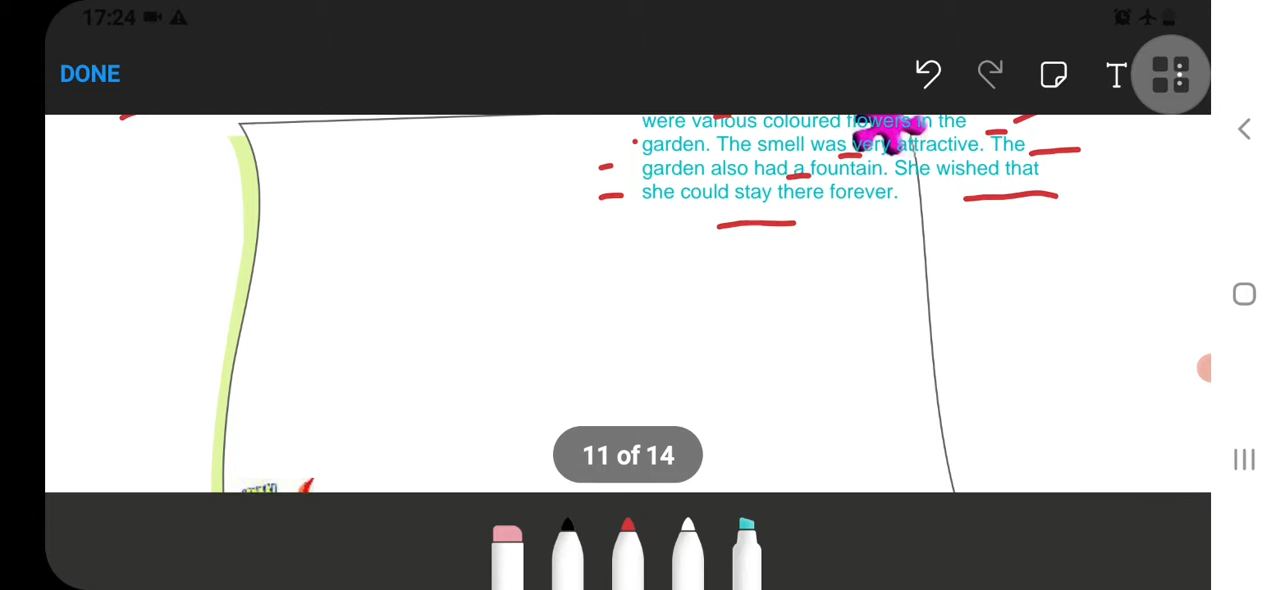 17:24
DONE
T
were various coloured flowers in the
garden. The smell was very attractive. The
garden also had a fountain. She wished that
she could stay there forever.
11 of 14